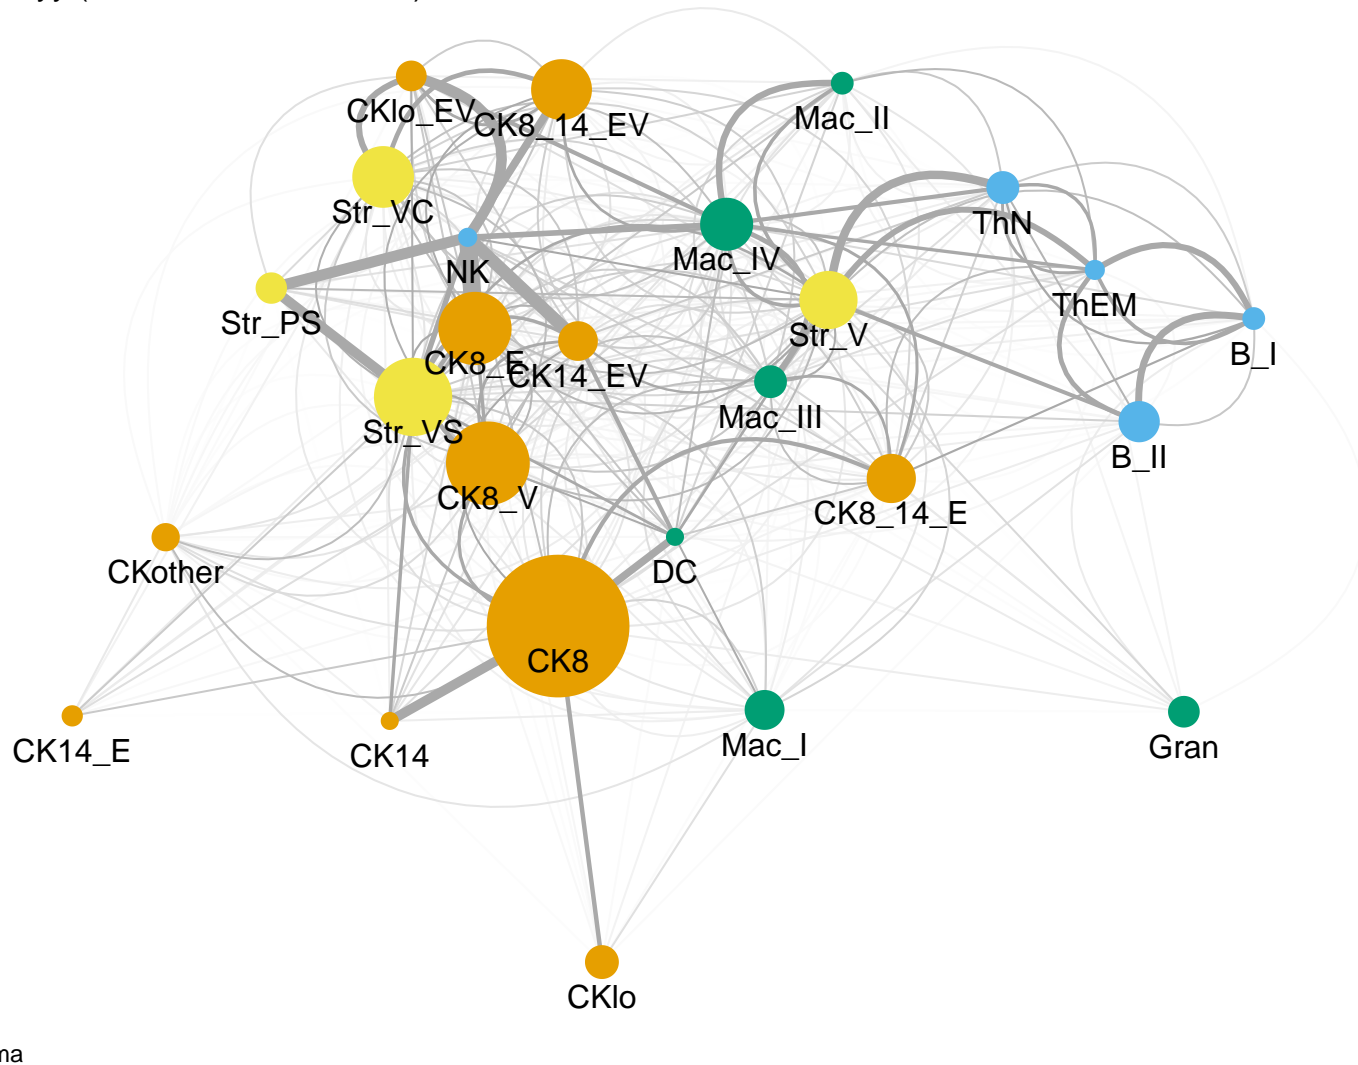 CKlo_EV
CK8_14_EV
Mac_II
Str_VC
ThN
Mac_IV
NK
ThEM
Str_PS
Str_V
B_I
CK8_E
CK14_EV
Mac_III
Str_VS
B_II
CK8_V
CK8_14_E
CKother
DC
CK8
CK14_E
CK14
Mac_I
Gran
CKlo